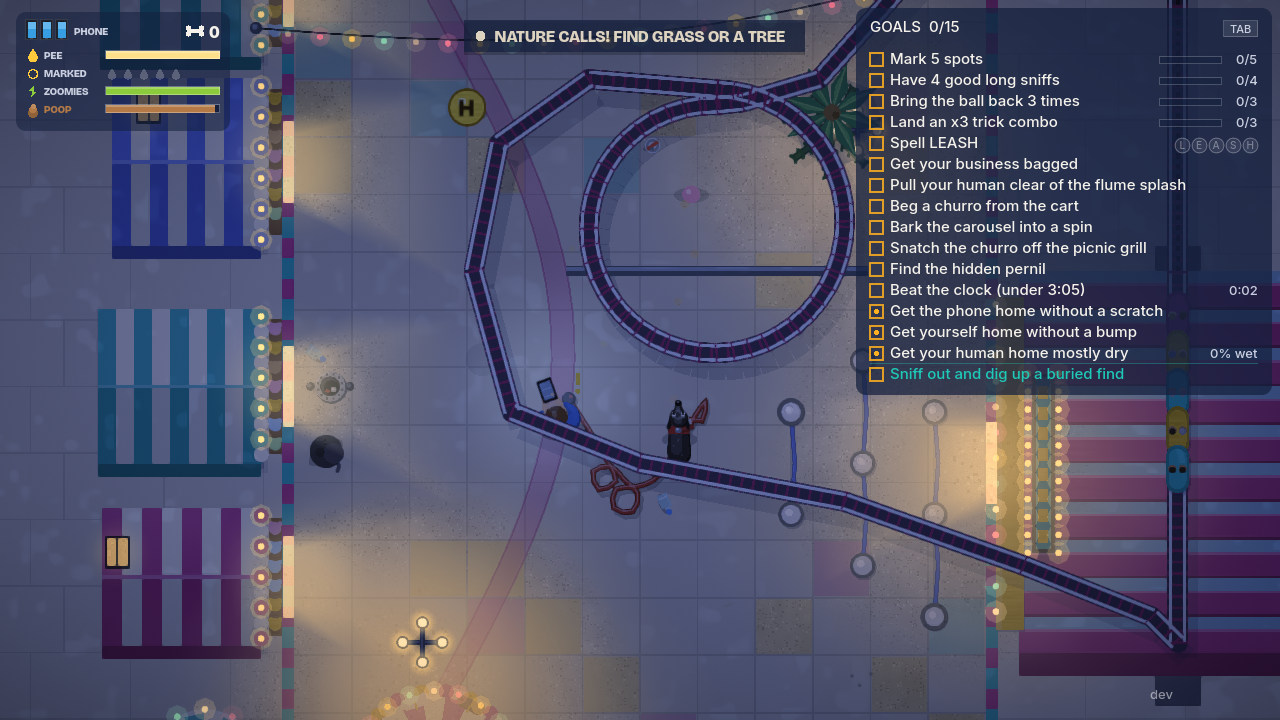 PHONE
0
PEE
MARKED
ZOOMIES
POOP
NATURE CALLS! FIND GRASS OR A TREE
H
GOALS 0/15
TAB
Mark 5 spots 0/5
Have 4 good long sniffs 0/4
Bring the ball back 3 times 0/3
Land an x3 trick combo 0/3
Spell LEASH L E A S H
Get your business bagged
Pull your human clear of the flume splash
Beg a churro from the cart
Bark the carousel into a spin
Snatch the churro off the picnic grill
Find the hidden pernil
Beat the clock (under 3:05) 0:02
Get the phone home without a scratch
Get yourself home without a bump
Get your human home mostly dry 0% wet
Sniff out and dig up a buried find
dev